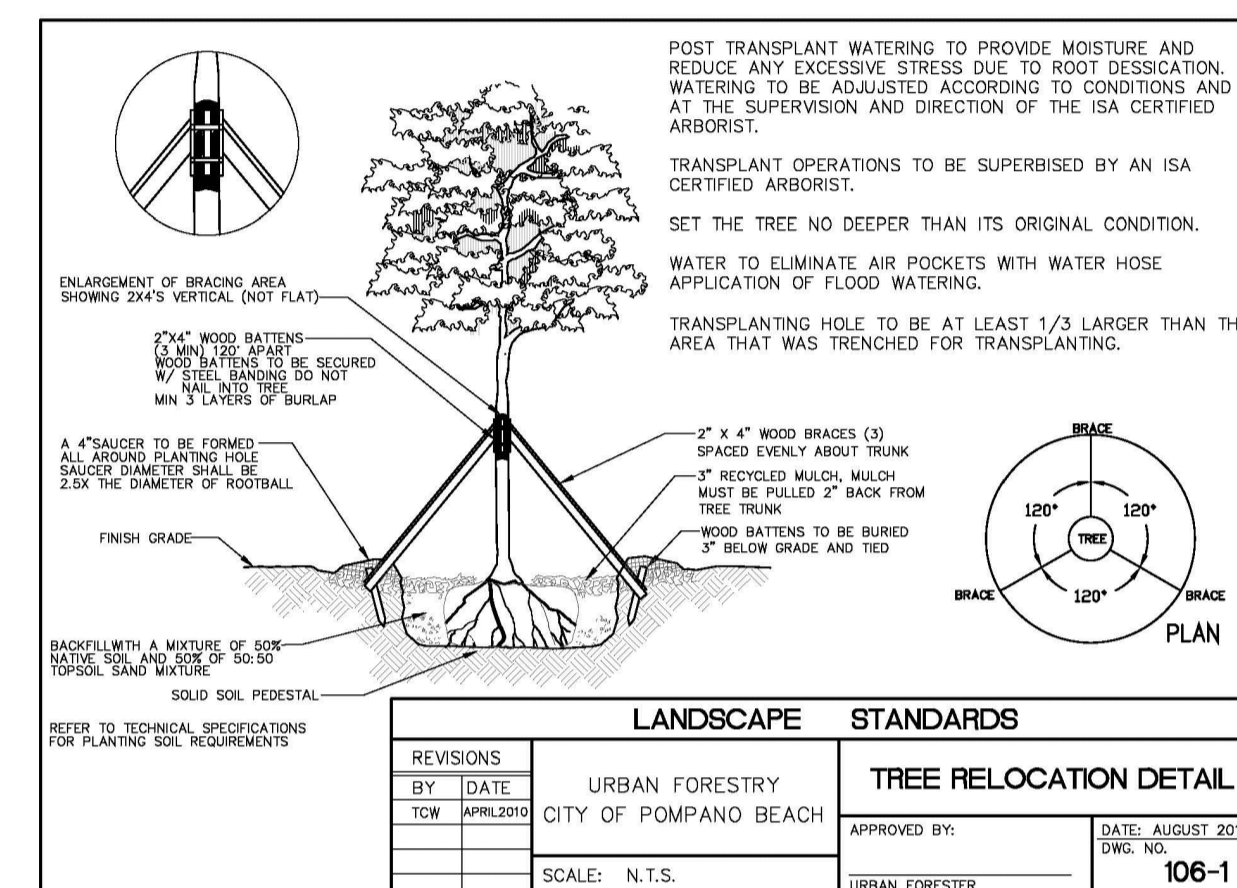 POST TRANSPLANT WATERING TO PROVIDE MOISTURE AND
REDUCE ANY EXCESSIVE STRESS DUE TO ROOT DESSICATION.
WATERING TO BE ADJUJSTED ACCORDING TO CONDITIONS AND
AT THE SUPERVISION AND DIRECTION OF THE ISA CERTIFIED
ARBORIST.
TRANSPLANT OPERATIONS TO BE SUPERBISED BY AN ISA
CERTIFIED ARBORIST.
SET THE TREE NO DEEPER THAN ITS ORIGINAL CONDITION.
WATER TO ELIMINATE AIR POCKETS WITH WATER HOSE
APPLICATION OF FLOOD WATERING.
TRANSPLANTING HOLE TO BE AT LEAST 1/3 LARGER THAN TH
AREA THAT WAS TRENCHED FOR TRANSPLANTING.
ENLARGEMENT OF BRACING AREA
SHOWING 2X4'S VERTICAL (NOT FLAT)
2"X4" WOOD BATTENS
(3 MIN) 120° APART
WOOD BATTENS TO BE SECURED
W/ STEEL BANDING DO NOT
NAIL INTO TREE
MIN 3 LAYERS OF BURLAP
A 4"SAUCER TO BE FORMED
ALL AROUND PLANTING HOLE
SAUCER DIAMETER SHALL BE
2.5X THE DIAMETER OF ROOTBALL
FINISH GRADE
BACKFILLWITH A MIXTURE OF 50%
NATIVE SOIL AND 50% OF 50:50
TOPSOIL SAND MIXTURE
SOLID SOIL PEDESTAL
REFER TO TECHNICAL SPECIFICATIONS
FOR PLANTING SOIL REQUIREMENTS
2" X 4" WOOD BRACES (3)
SPACED EVENLY ABOUT TRUNK
3" RECYCLED MULCH, MULCH
MUST BE PULLED 2" BACK FROM
TREE TRUNK
WOOD BATTENS TO BE BURIED
3" BELOW GRADE AND TIED
BRACE
120° 120°
TREE
120°
BRACE BRACE
PLAN
LANDSCAPE STANDARDS
REVISIONS
BY DATE
TCW APRIL2010
URBAN FORESTRY
CITY OF POMPANO BEACH
SCALE: N.T.S.
TREE RELOCATION DETAIL
APPROVED BY:
URBAN FORESTER
DATE: AUGUST 201
DWG. NO.
106-1